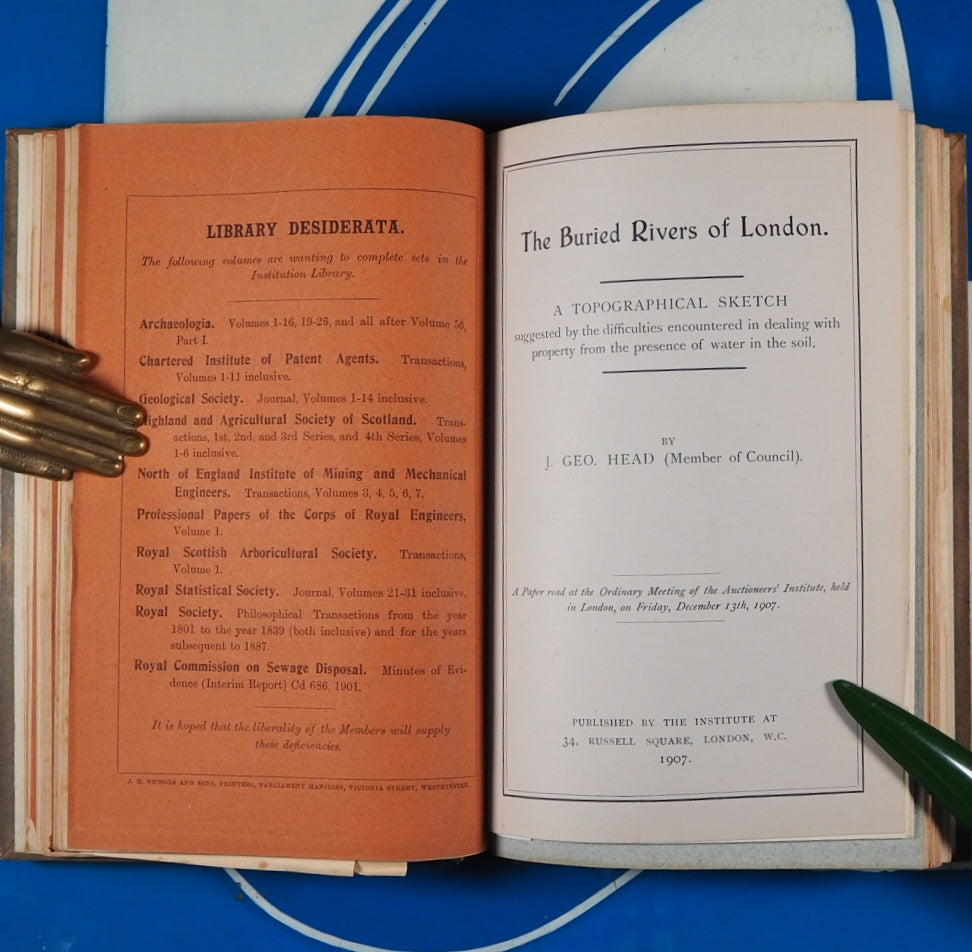 LIBRARY DESIDERATA.
The following volumes are wanting to complete sets in the
Institution Library.
Archaeologia. Volumes 1-16, 19-26, and all after Volume 56,
Part I.
Chartered Institute of Patent Agents. Transactions,
Volumes 1-11 inclusive.
Geological Society. Journal, Volumes 1-14 inclusive.
Highland and Agricultural Society of Scotland. Trans-
actions, 1st, 2nd, and 3rd Series, and 4th Series, Volumes
1-6 inclusive.
North of England Institute of Mining and Mechanical
Engineers. Transactions, Volumes 3, 4, 5, 6, 7.
Professional Papers of the Corps of Royal Engineers,
Volume 1.
Royal Scottish Arboricultural Society. Transactions,
Volume 1.
Royal Statistical Society. Journal, Volumes 21-31 inclusive.
Royal Society. Philosophical Transactions from the year
1801 to the year 1839 (both inclusive) and for the years
subsequent to 1887.
Royal Commission on Sewage Disposal. Minutes of Evi-
dence (Interim Report) Cd 686, 1901.
It is hoped that the liberality of the Members will supply
these deficiencies.
J. B. NICHOLS AND SONS, PRINTERS, PARLIAMENT MANSIONS, VICTORIA STREET, WESTMINSTER.
The Buried Rivers of London.
A TOPOGRAPHICAL SKETCH
suggested by the difficulties encountered in dealing with
property from the presence of water in the soil.
BY
J. GEO. HEAD (Member of Council).
A Paper read at the Ordinary Meeting of the Auctioneers' Institute, held
in London, on Friday, December 13th, 1907.
PUBLISHED BY THE INSTITUTE AT
34, RUSSELL SQUARE, LONDON, W.C.
1907.